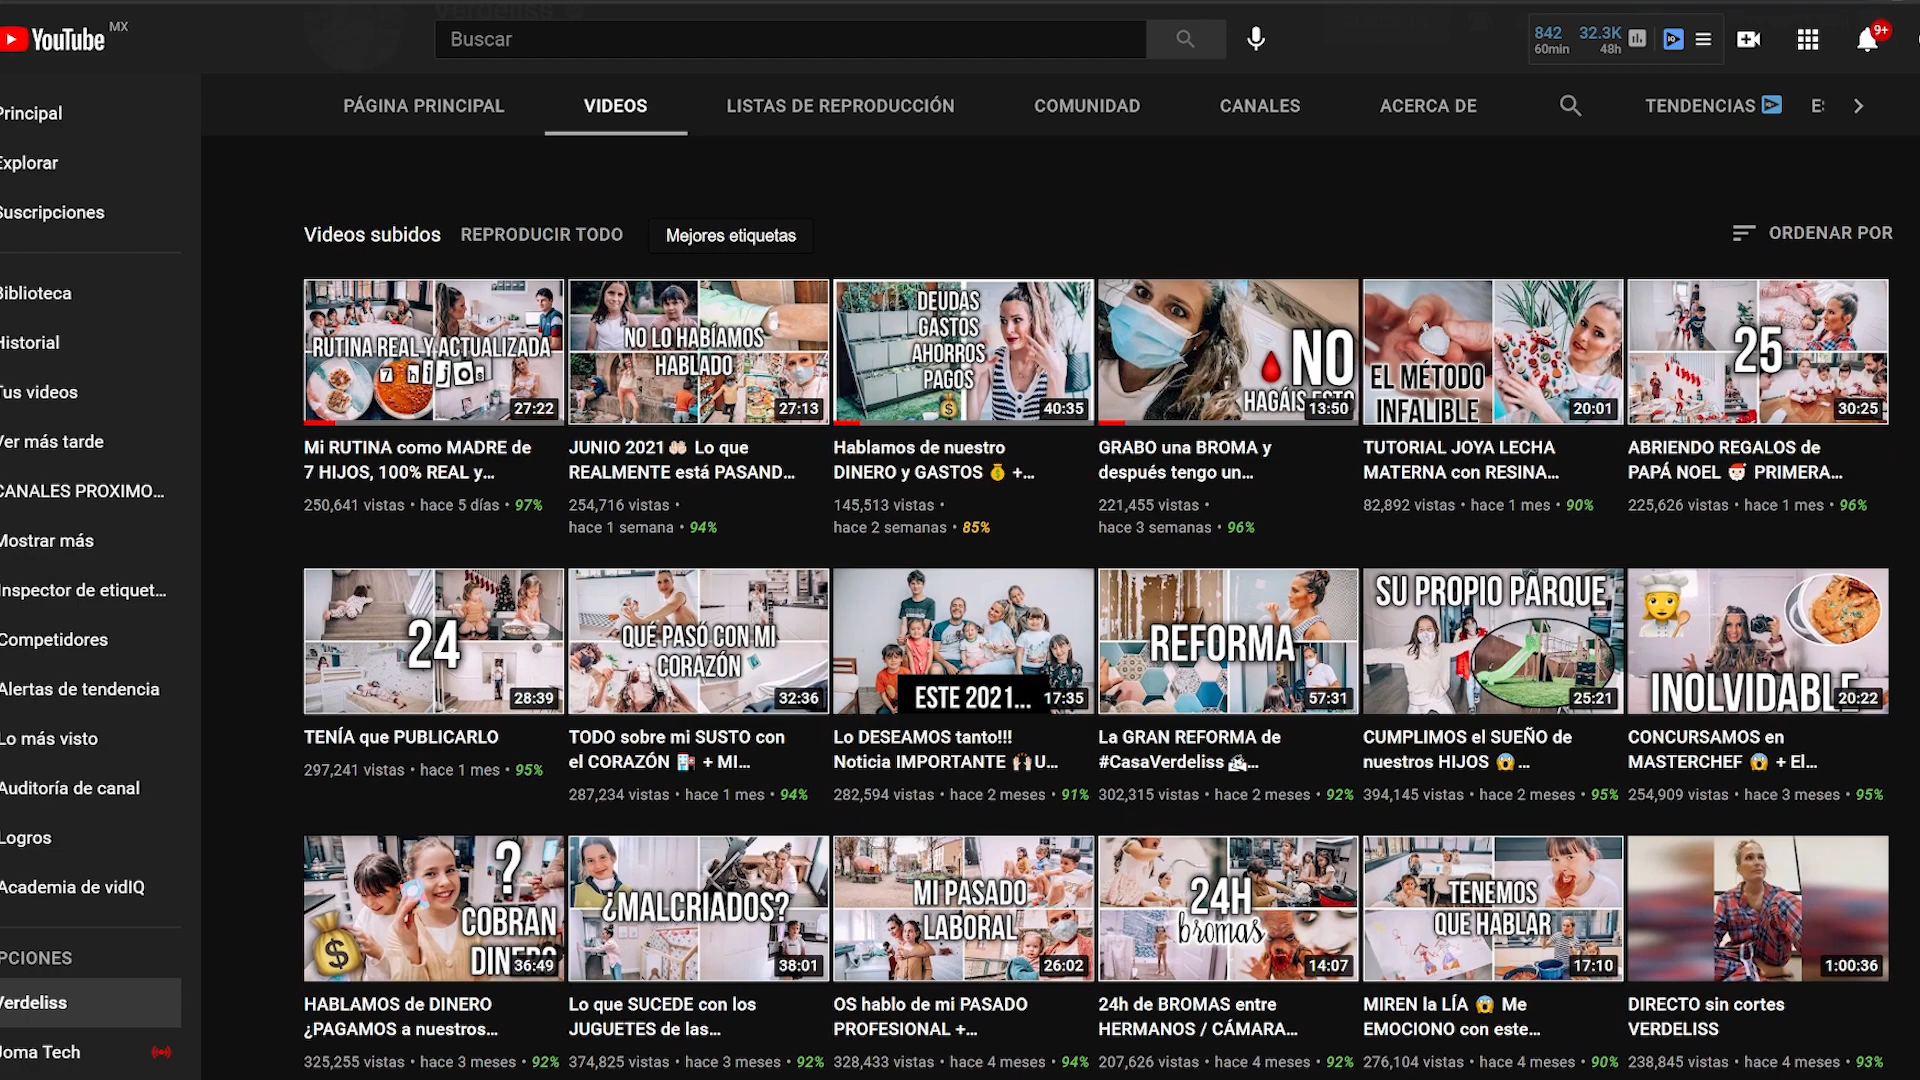 YouTube MX
Buscar
842 32.3K
60min 48h
9+
PÁGINA PRINCIPAL VIDEOS LISTAS DE REPRODUCCIÓN COMUNIDAD CANALES ACERCA DE TENDENCIAS
Principal
Explorar
Suscripciones
Biblioteca
Historial
Tus videos
Ver más tarde
CANALES PROXIMO...
Mostrar más
Inspector de etiquet...
Competidores
Alertas de tendencia
Lo más visto
Auditoría de canal
Logros
Academia de vidIQ
PCIONES
Verdeliss
Joma Tech
Videos subidos REPRODUCIR TODO Mejores etiquetas ORDENAR POR
RUTINA REAL Y ACTUALIZADA
7 hijos
27:22
Mi RUTINA como MADRE de
7 HIJOS, 100% REAL y...
250,641 vistas • hace 5 días • 97%
NO LO HABÍAMOS
HABLADO
27:13
JUNIO 2021🤲🏻 Lo que
REALMENTE está PASAND...
254,716 vistas •
hace 1 semana • 94%
DEUDAS
GASTOS
AHORROS
PAGOS
40:35
Hablamos de nuestro
DINERO y GASTOS 💰 +...
145,513 vistas •
hace 2 semanas • 85%
NO
HAGÁIS ESTO
13:50
GRABO una BROMA y
después tengo un...
221,455 vistas •
hace 3 semanas • 96%
EL MÉTODO
INFALIBLE
20:01
TUTORIAL JOYA LECHA
MATERNA con RESINA...
82,892 vistas • hace 1 mes • 90%
25
30:25
ABRIENDO REGALOS de
PAPÁ NOEL 🎅🏻 PRIMERA...
225,626 vistas • hace 1 mes • 96%
24
28:39
TENÍA que PUBLICARLO
297,241 vistas • hace 1 mes • 95%
QUÉ PASÓ CON MI
CORAZÓN
32:36
TODO sobre mi SUSTO con
el CORAZÓN 🏥 + MI...
287,234 vistas • hace 1 mes • 94%
ESTE 2021...
17:35
Lo DESEAMOS tanto!!!
Noticia IMPORTANTE 🙌🏻U...
282,594 vistas • hace 2 meses • 91%
REFORMA
57:31
La GRAN REFORMA de
#CasaVerdeliss 🏡...
302,315 vistas • hace 2 meses • 92%
SU PROPIO PARQUE
25:21
CUMPLIMOS el SUEÑO de
nuestros HIJOS 😱...
394,145 vistas • hace 2 meses • 95%
INOLVIDABLE
20:22
CONCURSAMOS en
MASTERCHEF 😱 + El...
254,909 vistas • hace 3 meses • 95%
?
COBRAN
DINERO
36:49
HABLAMOS de DINERO
¿PAGAMOS a nuestros...
325,255 vistas • hace 3 meses • 92%
¿MALCRIADOS?
38:01
Lo que SUCEDE con los
JUGUETES de las...
374,825 vistas • hace 3 meses • 92%
MI PASADO
LABORAL
26:02
OS hablo de mi PASADO
PROFESIONAL +...
328,433 vistas • hace 4 meses • 94%
24H
bromas
14:07
24h de BROMAS entre
HERMANOS / CÁMARA...
207,626 vistas • hace 4 meses • 92%
TENEMOS
QUE HABLAR
17:10
MIREN la LÍA 😱 Me
EMOCIONO con este...
276,104 vistas • hace 4 meses • 90%
1:00:36
DIRECTO sin cortes
VERDELISS
238,845 vistas • hace 4 meses • 93%